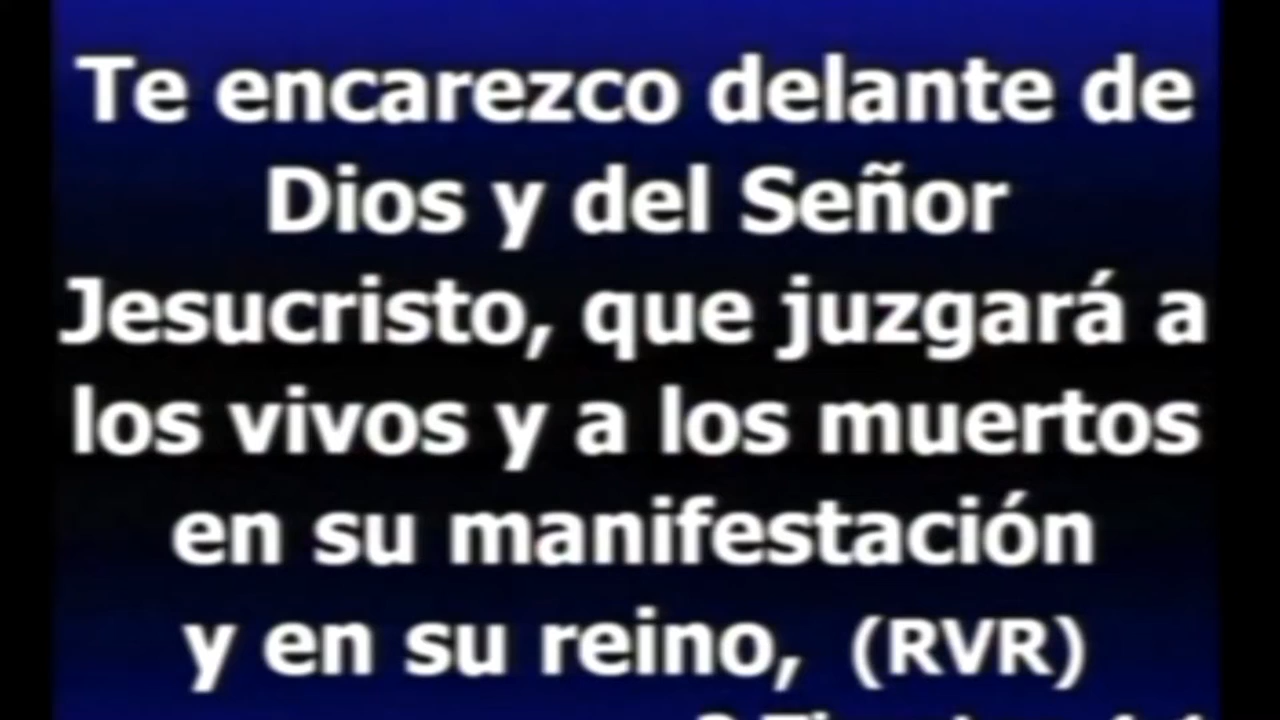 Te encarezco delante de
Dios y del Señor
Jesucristo, que juzgará a
los vivos y a los muertos
en su manifestación
y en su reino, (RVR)